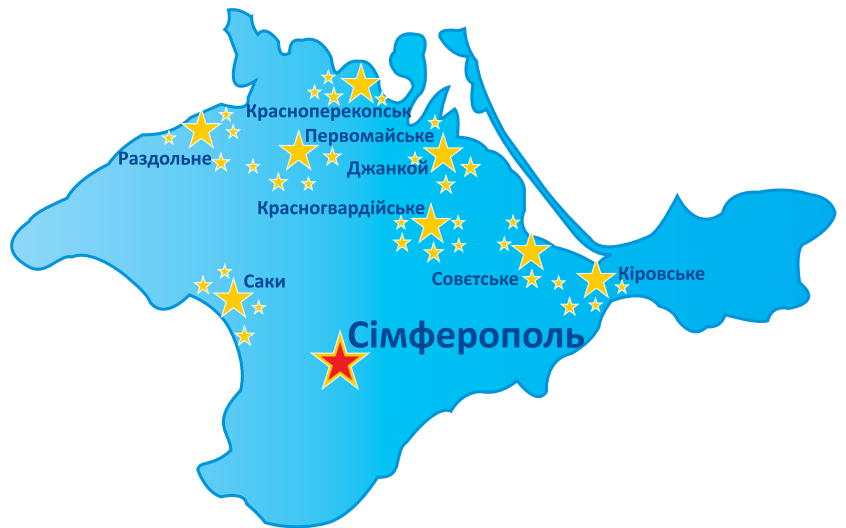 Красноперекопськ
Первомайське
Раздольне
Джанкой
Красногвардійське
Совєтське
Кіровське
Саки
Сімферополь